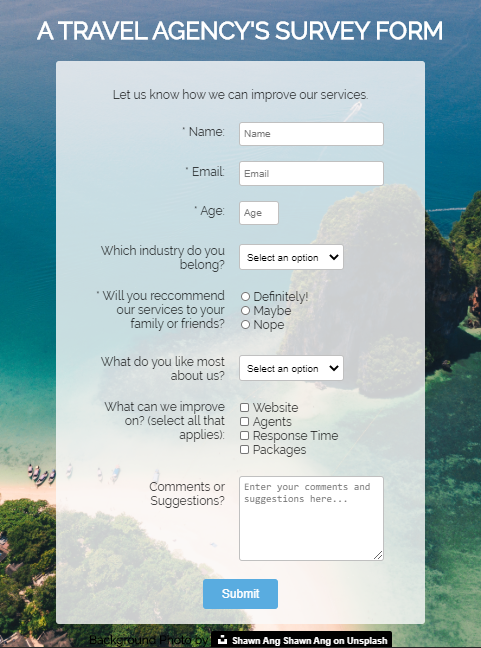 A TRAVEL AGENCY'S SURVEY FORM
Let us know how we can improve our services.
* Name:
Name
* Email:
Email
* Age:
Age
Which industry do you
belong?
Select an option
* Will you reccommend
our services to your
family or friends?
Definitely!
Maybe
Nope
What do you like most
about us?
Select an option
What can we improve
on? (select all that
applies):
Website
Agents
Response Time
Packages
Comments or
Suggestions?
Enter your comments and
suggestions here...
Submit
Background Photo by Shawn Ang Shawn Ang on Unsplash